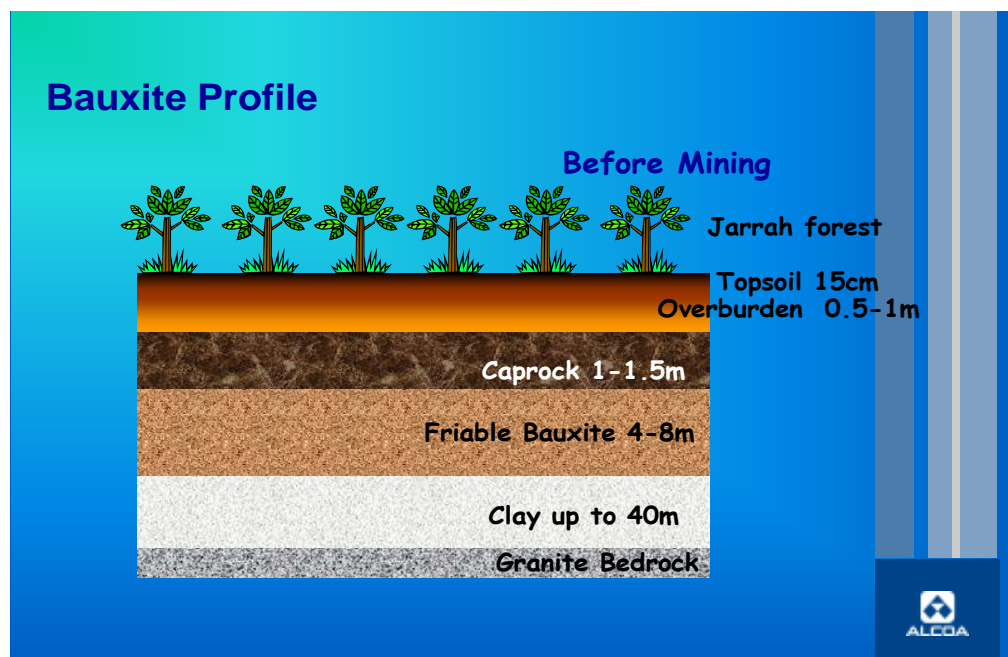 Bauxite Profile
Before Mining
Jarrah forest
Topsoil 15cm
Overburden 0.5-1m
Caprock 1-1.5m
Friable Bauxite 4-8m
Clay up to 40m
Granite Bedrock
ALCOA